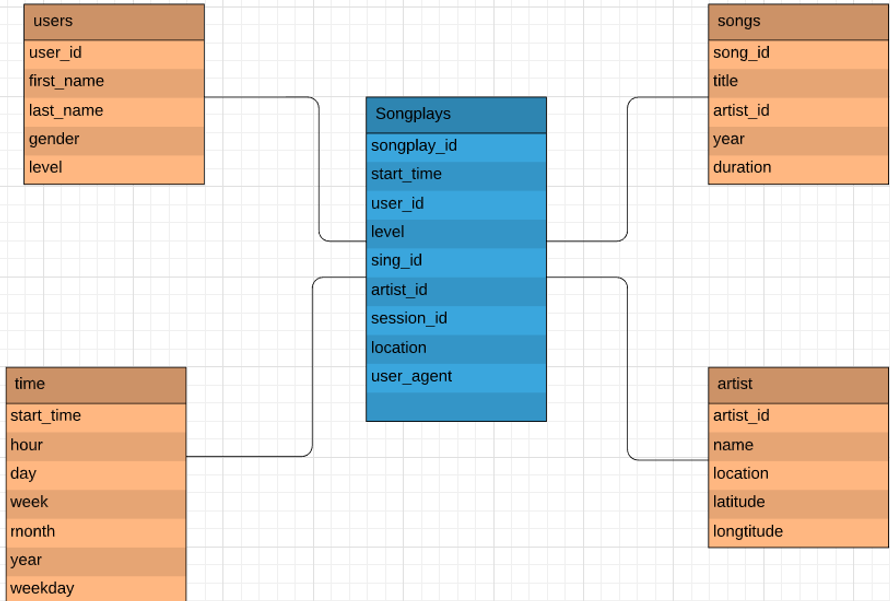 users
user_id
first_name
last_name
gender
level
songs
song_id
title
artist_id
year
duration
Songplays
songplay_id
start_time
user_id
level
sing_id
artist_id
session_id
location
user_agent
time
start_time
hour
day
week
month
year
weekday
artist
artist_id
name
location
latitude
longtitude